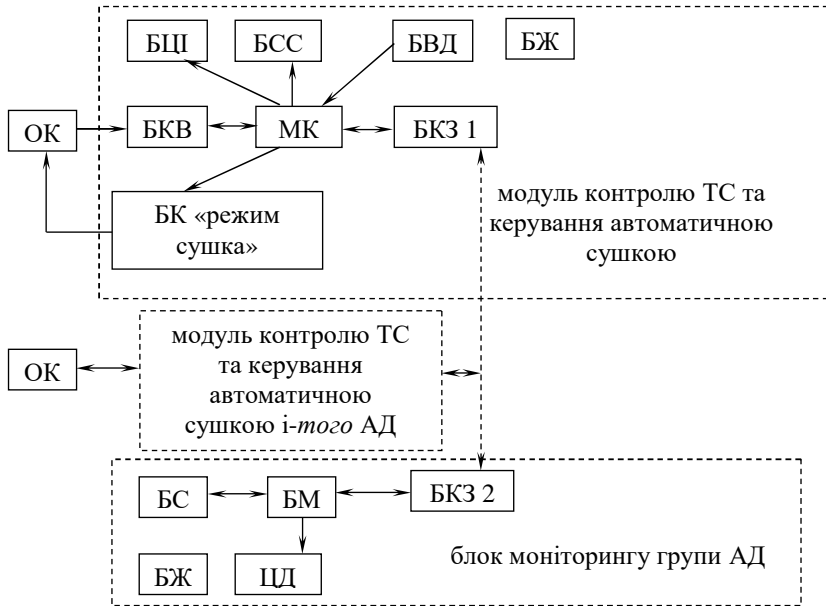 БЦІ
БСС
БВД
БЖ
ОК
БКВ
МК
БКЗ 1
БК «режим
сушка»
модуль контролю ТС та
керування автоматичною
сушкою
ОК
модуль контролю ТС
та керування
автоматичною
сушкою і-того АД
БС
БМ
БКЗ 2
БЖ
ЦД
блок моніторингу групи АД